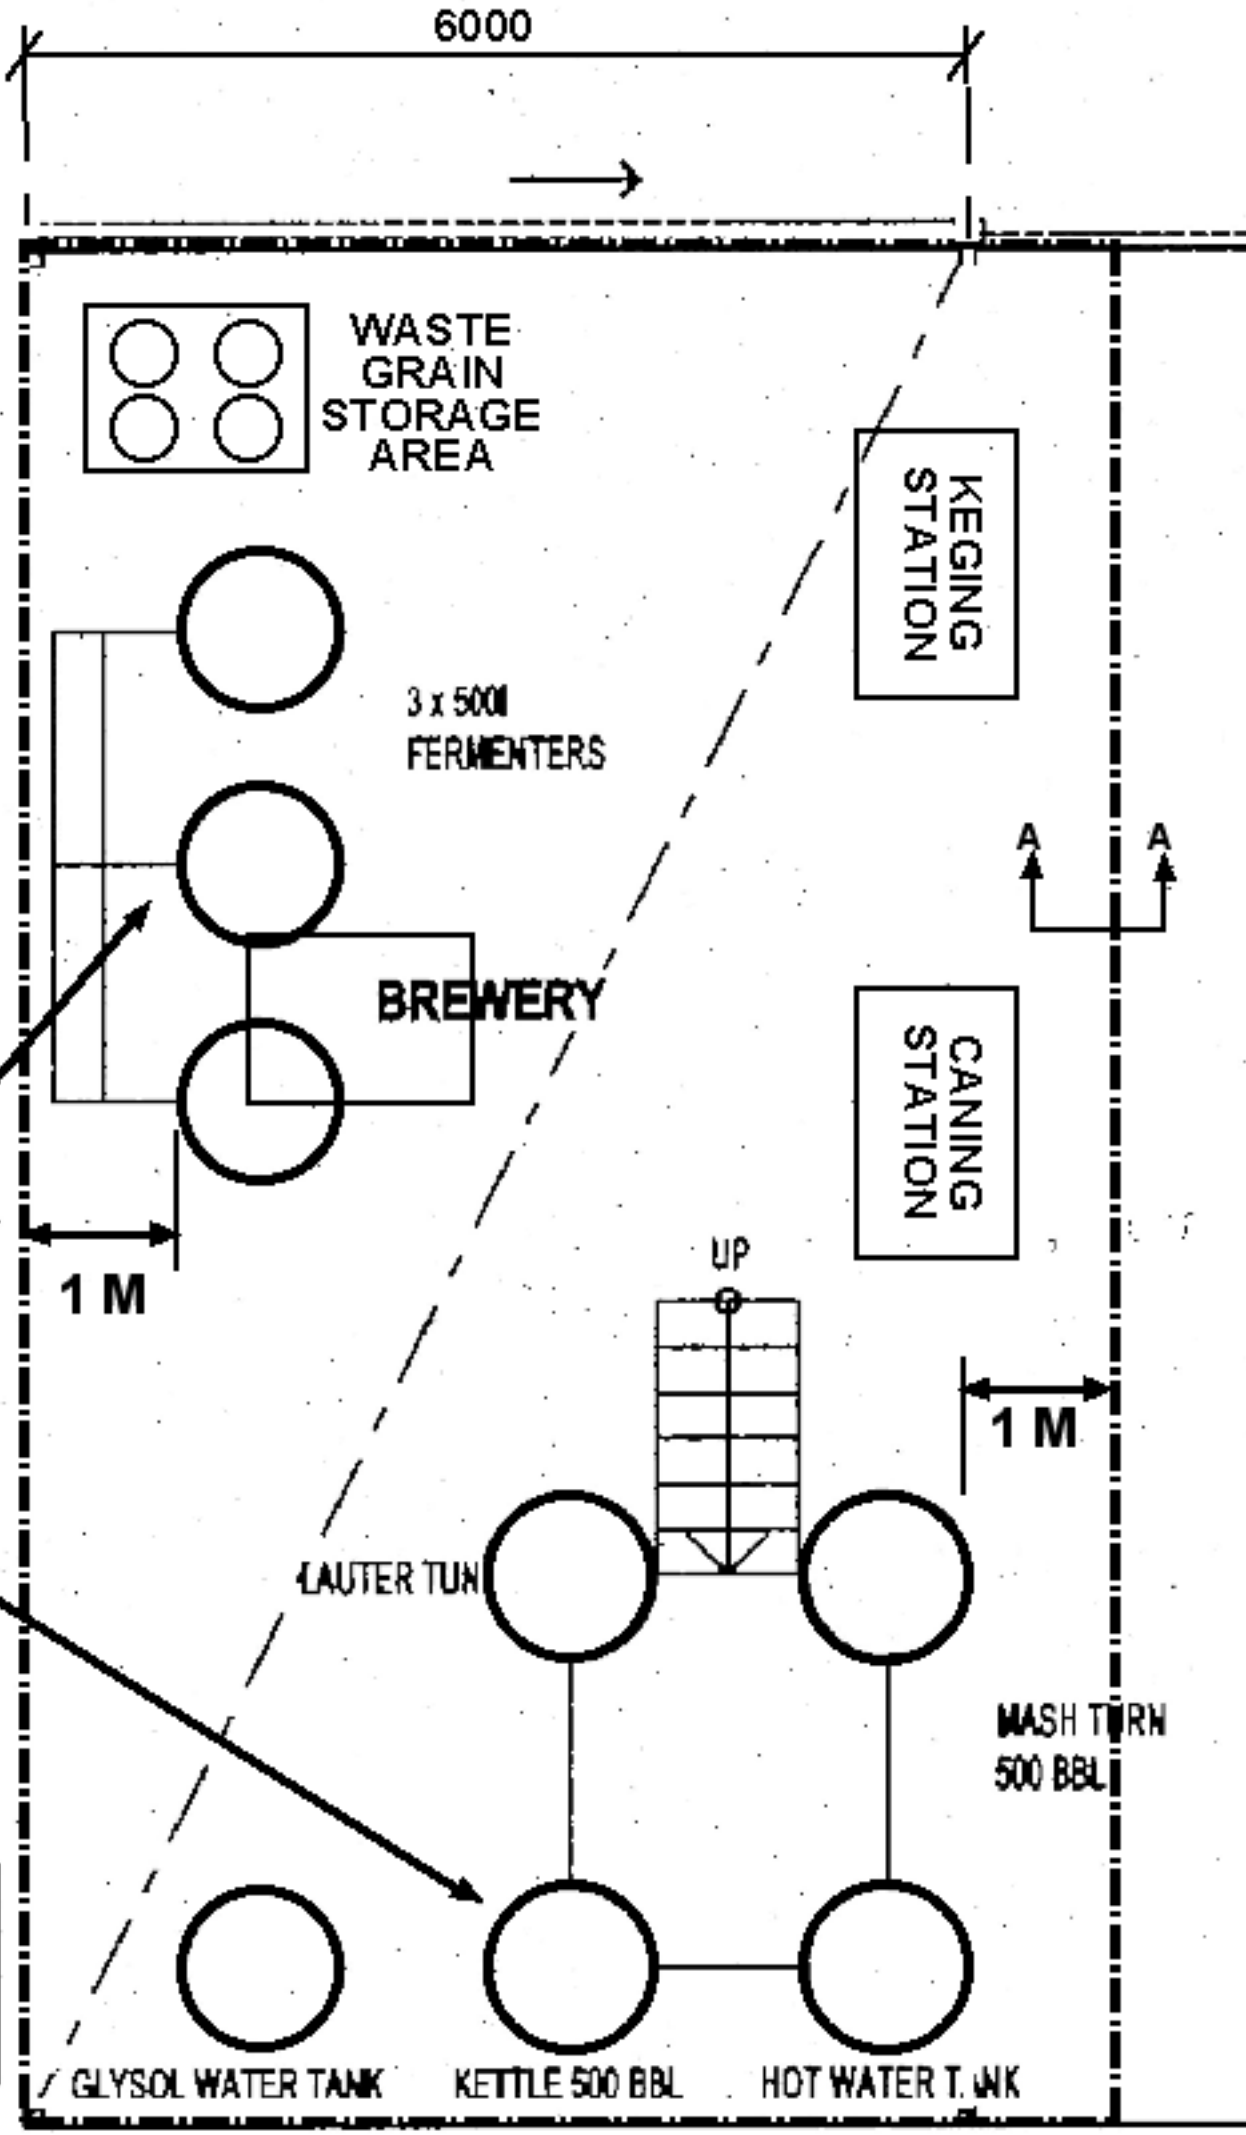 6000
WASTE
GRAIN
STORAGE
AREA
KEGING
STATION
3 x 500l
FERMENTERS
A A
BREWERY
CANING
STATION
UP
1 M
1 M
LAUTER TUN
MASH TURN
500 BBL
GLYSOL WATER TANK
KETTLE 500 BBL
HOT WATER TANK